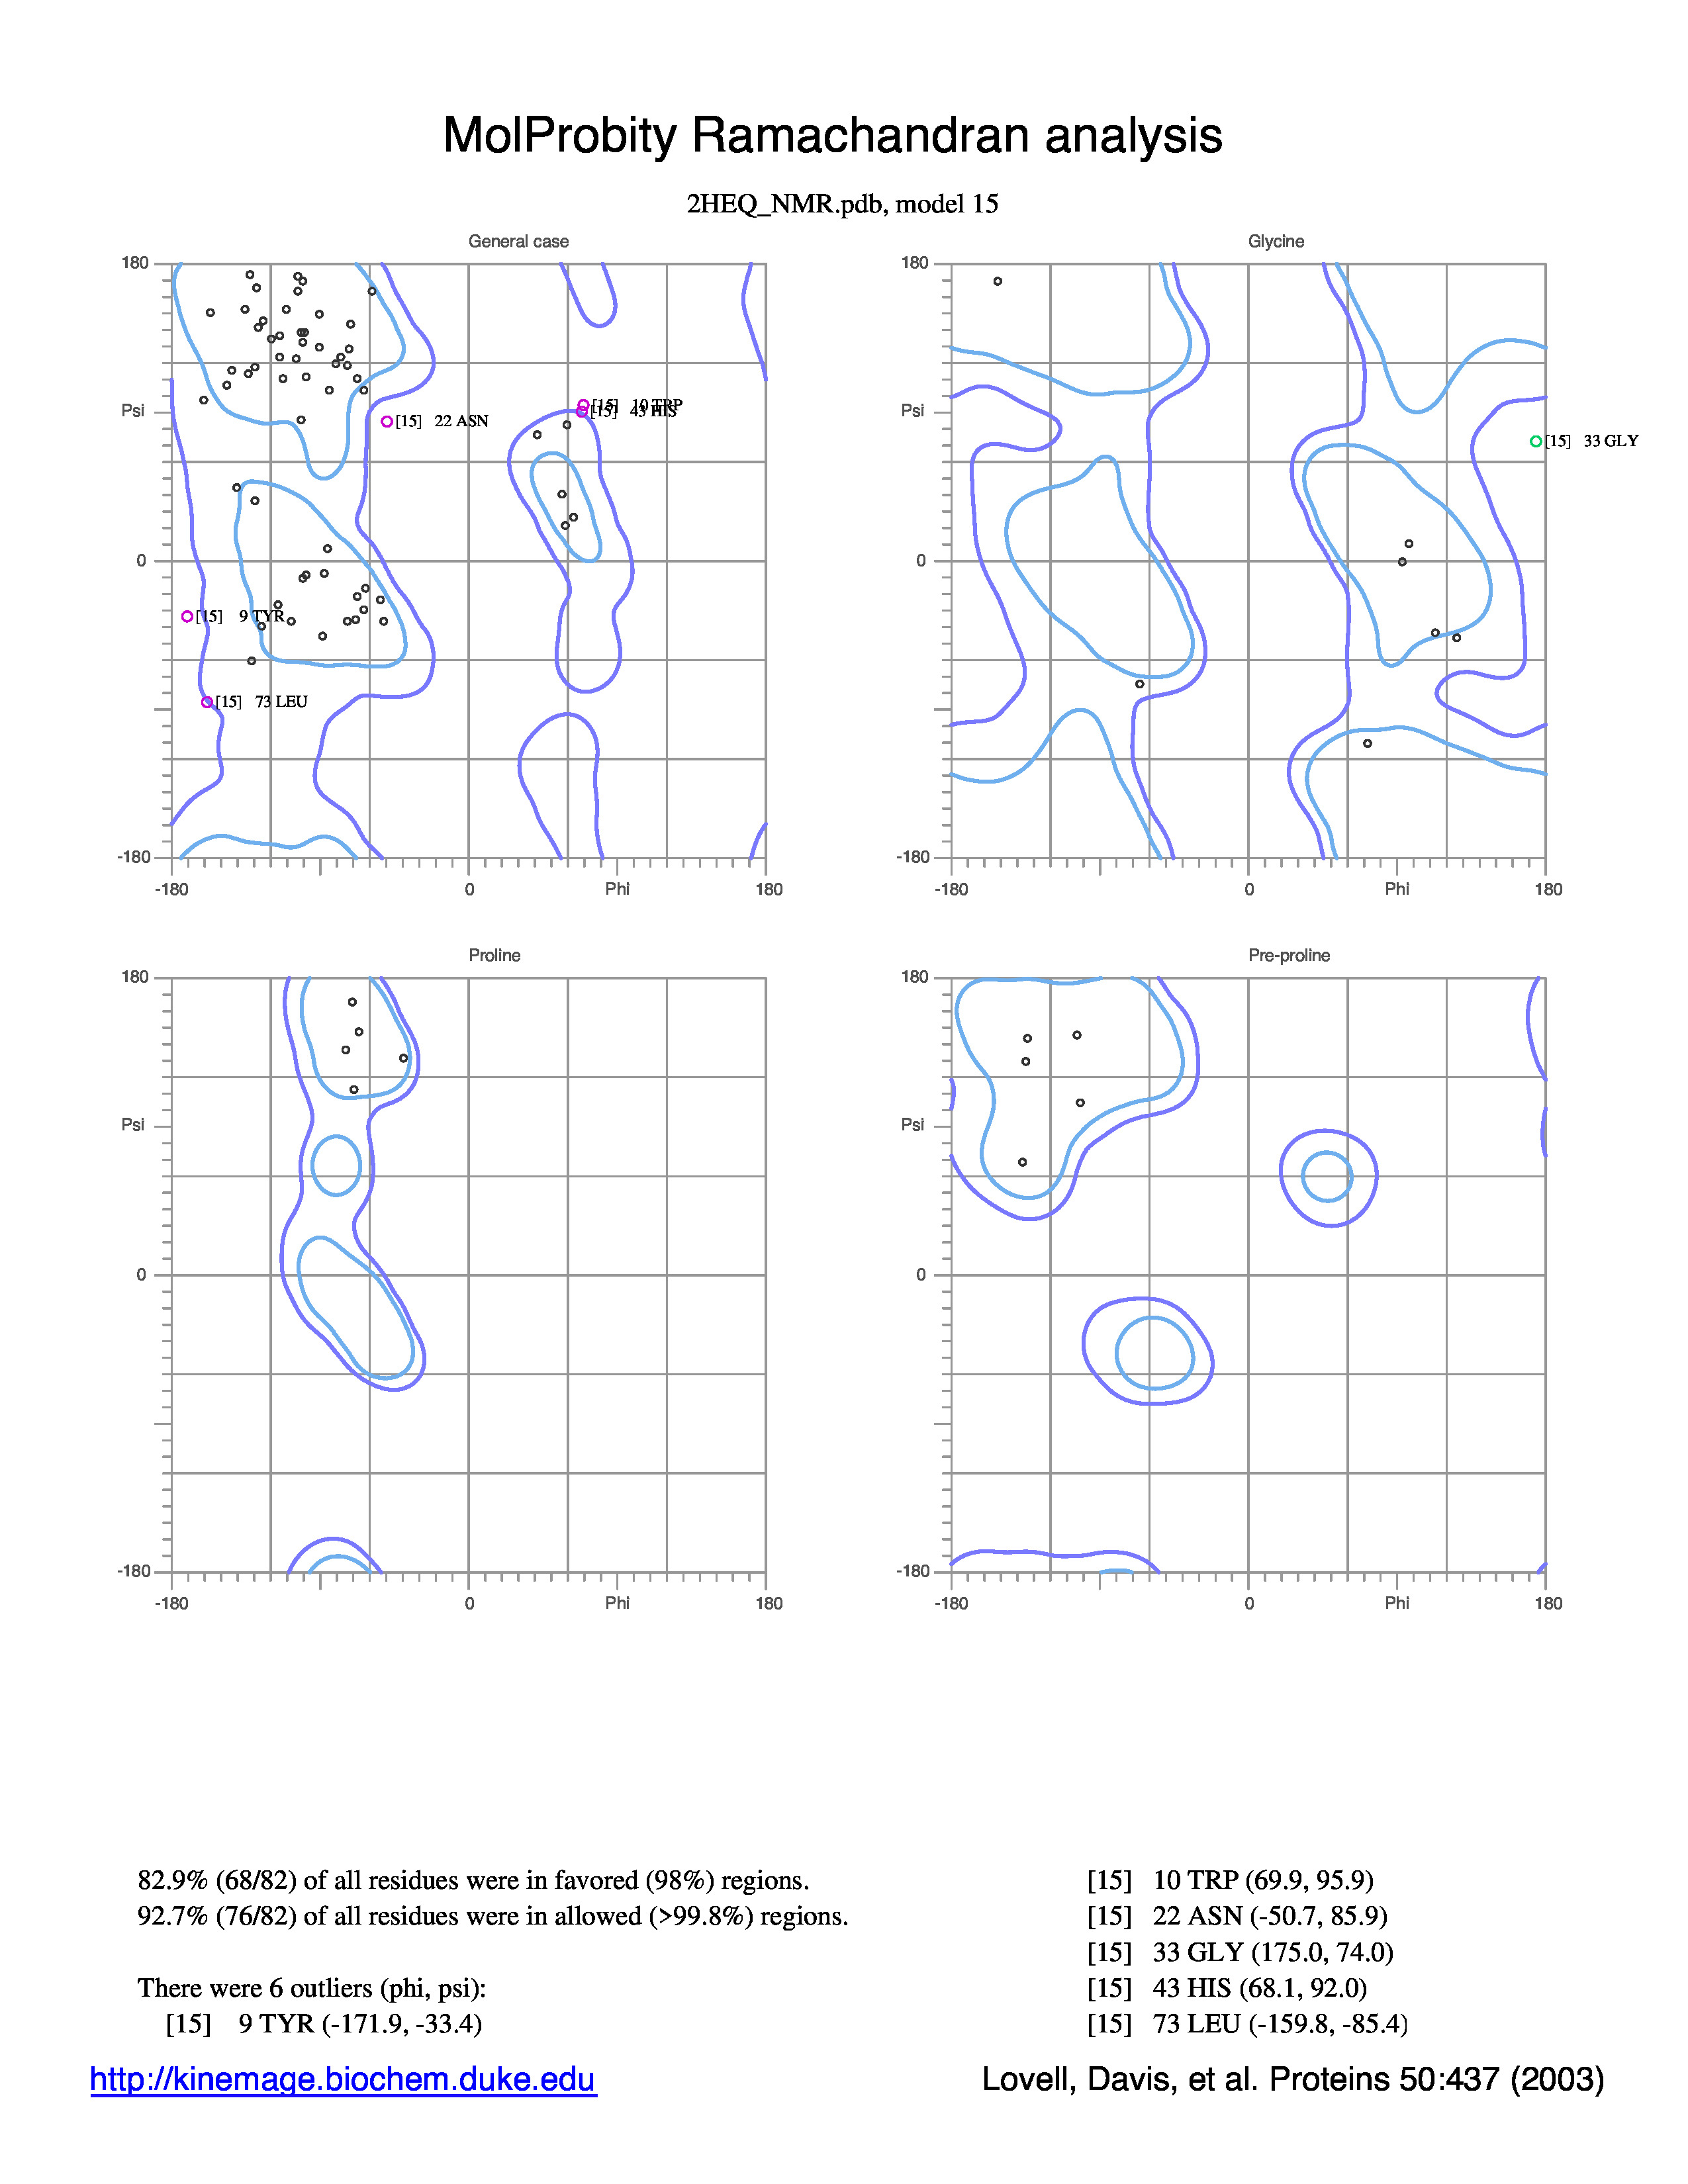 MolProbity Ramachandran analysis
2HEQ_NMR.pdb, model 15
General case
180
Psi
0
-180
-180
0
Phi
180
[15] 10 TRP
[15] 43 HIS
[15] 22 ASN
[15] 9 TYR
[15] 73 LEU
Glycine
180
Psi
0
-180
-180
0
Phi
180
[15] 33 GLY
Proline
180
Psi
0
-180
-180
0
Phi
180
Pre-proline
180
Psi
0
-180
-180
0
Phi
180
82.9% (68/82) of all residues were in favored (98%) regions.
92.7% (76/82) of all residues were in allowed (>99.8%) regions.
There were 6 outliers (phi, psi):
[15] 9 TYR (-171.9, -33.4)
[15] 10 TRP (69.9, 95.9)
[15] 22 ASN (-50.7, 85.9)
[15] 33 GLY (175.0, 74.0)
[15] 43 HIS (68.1, 92.0)
[15] 73 LEU (-159.8, -85.4)
http://kinemage.biochem.duke.edu
Lovell, Davis, et al. Proteins 50:437 (2003)